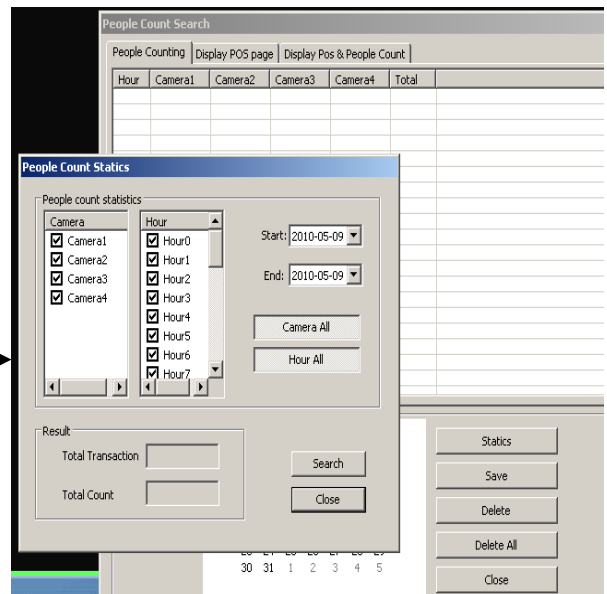 People Count Search
People Counting Display POS page Display Pos & People Count
Hour Camera1 Camera2 Camera3 Camera4 Total
People Count Statics
People count statistics
Camera
Camera1
Camera2
Camera3
Camera4
Hour
Hour0
Hour1
Hour2
Hour3
Hour4
Hour5
Hour6
Hour7
Start: 2010-05-09
End: 2010-05-09
Camera All
Hour All
Result
Total Transaction
Total Count
Search
Close
Statics
Save
Delete
Delete All
Close
30 31 1 2 3 4 5